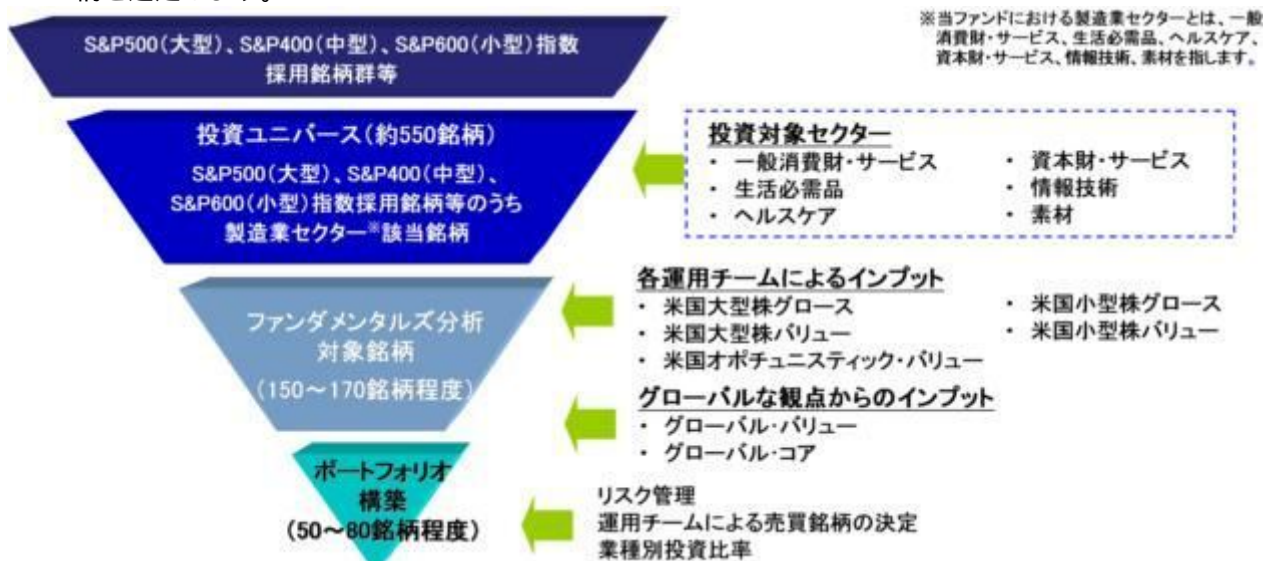 S&P500(大型)、S&P400(中型)、S&P600(小型)指数
採用銘柄群等
※当ファンドにおける製造業セクターとは、一般
消費財・サービス、生活必需品、ヘルスケア、
資本財・サービス、情報技術、素材を指します。
投資ユニバース(約550銘柄)
S&P500(大型)、S&P400(中型)、
S&P600(小型)指数採用銘柄等のうち
製造業セクター※該当銘柄
投資対象セクター
・ 一般消費財・サービス
・ 生活必需品
・ ヘルスケア
・ 資本財・サービス
・ 情報技術
・ 素材
ファンダメンタルズ分析
対象銘柄
(150~170銘柄程度)
各運用チームによるインプット
・ 米国大型株グロース
・ 米国大型株バリュー
・ 米国オポチュニスティック・バリュー
・ 米国小型株グロース
・ 米国小型株バリュー
グローバルな観点からのインプット
・ グローバル・バリュー
・ グローバル・コア
ポートフォリオ
構築
(50~80銘柄程度)
リスク管理
運用チームによる売買銘柄の決定
業種別投資比率